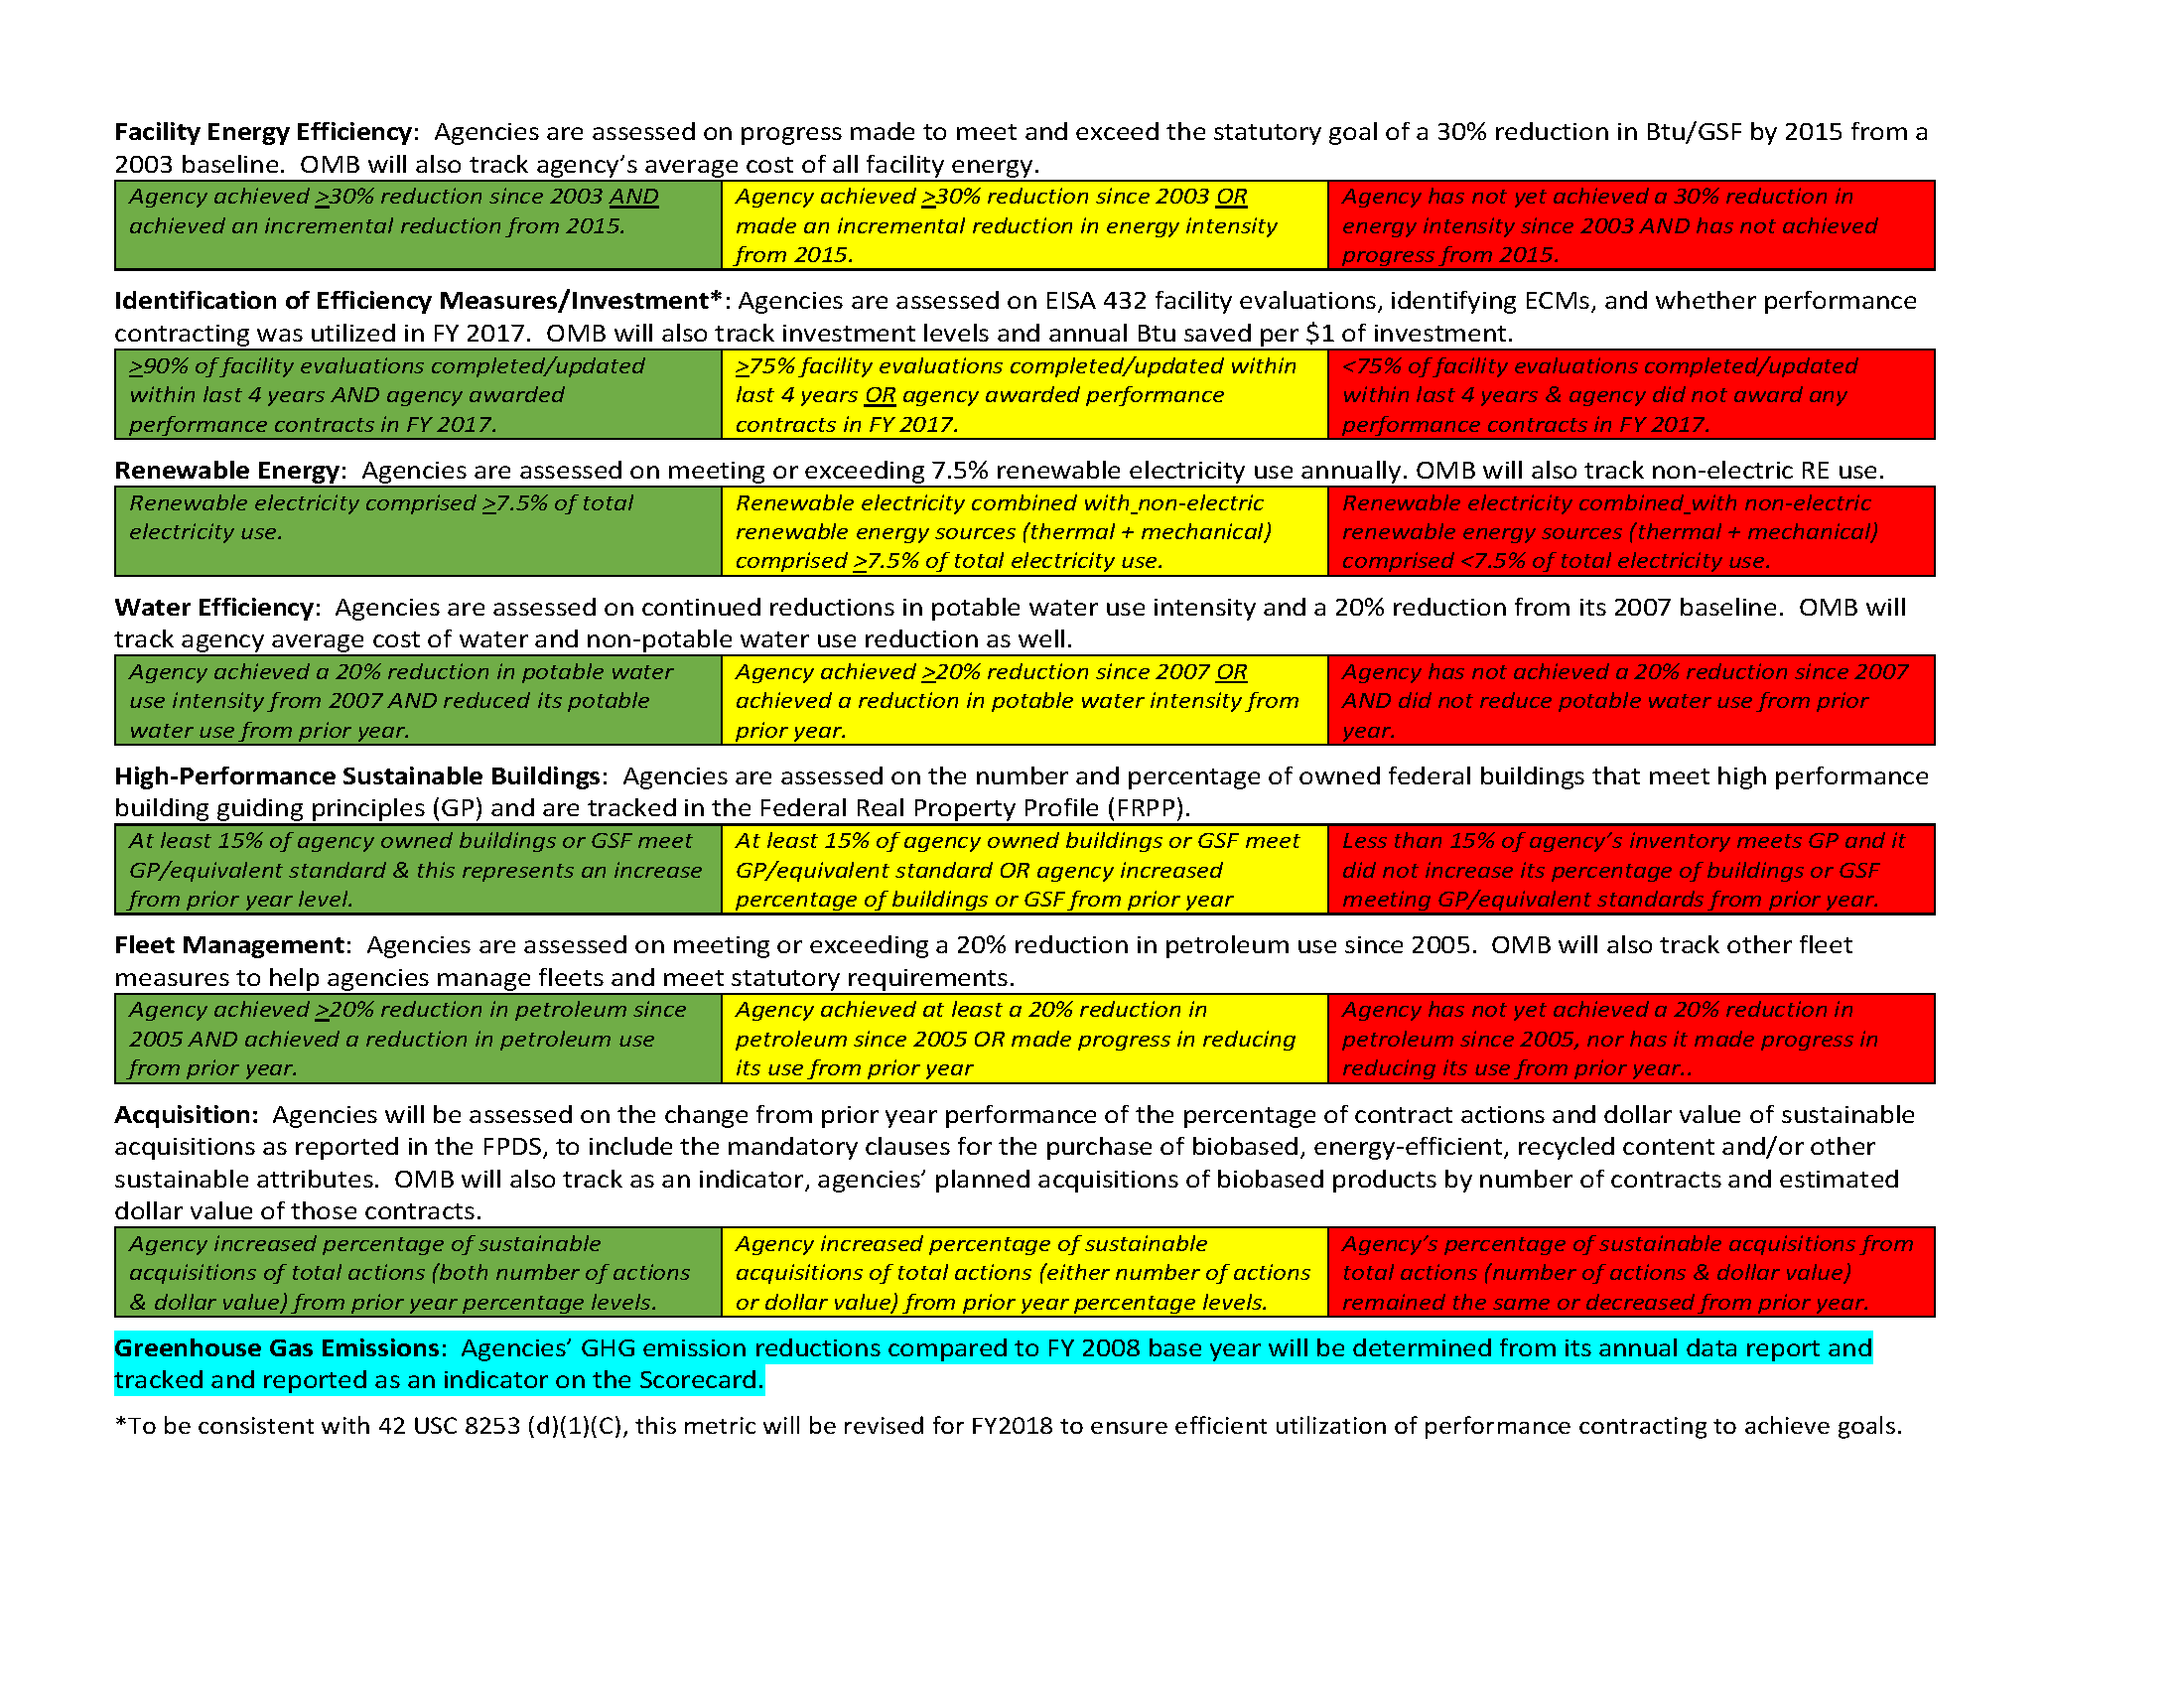 Facility Energy Efficiency:  Agencies are assessed on progress made to meet and exceed the statutory goal of a 30% reduction in Btu/GSF by 2015 from a
2003 baseline.  OMB will also track agency’s average cost of all facility energy.
Agency achieved >30% reduction since 2003 AND
achieved an incremental reduction from 2015.
Agency achieved >30% reduction since 2003 OR
made an incremental reduction in energy intensity
from 2015.
Agency has not yet achieved a 30% reduction in
energy intensity since 2003 AND has not achieved
progress from 2015.
Identification of Efficiency Measures/Investment*: Agencies are assessed on EISA 432 facility evaluations, identifying ECMs, and whether performance
contracting was utilized in FY 2017.  OMB will also track investment levels and annual Btu saved per $1 of investment.
>90% of facility evaluations completed/updated
within last 4 years AND agency awarded
performance contracts in FY 2017.
>75% facility evaluations completed/updated within
last 4 years OR agency awarded performance
contracts in FY 2017.
<75% of facility evaluations completed/updated
within last 4 years & agency did not award any
performance contracts in FY 2017.
Renewable Energy:  Agencies are assessed on meeting or exceeding 7.5% renewable electricity use annually. OMB will also track non-electric RE use.
Renewable electricity comprised >7.5% of total
electricity use.
Renewable electricity combined with non-electric
renewable energy sources (thermal + mechanical)
comprised >7.5% of total electricity use.
Renewable electricity combined with non-electric
renewable energy sources (thermal + mechanical)
comprised <7.5% of total electricity use.
Water Efficiency:  Agencies are assessed on continued reductions in potable water use intensity and a 20% reduction from its 2007 baseline.  OMB will
track agency average cost of water and non-potable water use reduction as well.
Agency achieved a 20% reduction in potable water
use intensity from 2007 AND reduced its potable
water use from prior year.
Agency achieved >20% reduction since 2007 OR
achieved a reduction in potable water intensity from
prior year.
Agency has not achieved a 20% reduction since 2007
AND did not reduce potable water use from prior
year.
High-Performance Sustainable Buildings:  Agencies are assessed on the number and percentage of owned federal buildings that meet high performance
building guiding principles (GP) and are tracked in the Federal Real Property Profile (FRPP).
At least 15% of agency owned buildings or GSF meet
GP/equivalent standard & this represents an increase
from prior year level.
At least 15% of agency owned buildings or GSF meet
GP/equivalent standard OR agency increased
percentage of buildings or GSF from prior year
Less than 15% of agency’s inventory meets GP and it
did not increase its percentage of buildings or GSF
meeting GP/equivalent standards from prior year.
Fleet Management:  Agencies are assessed on meeting or exceeding a 20% reduction in petroleum use since 2005.  OMB will also track other fleet
measures to help agencies manage fleets and meet statutory requirements.
Agency achieved >20% reduction in petroleum since
2005 AND achieved a reduction in petroleum use
from prior year.
Agency achieved at least a 20% reduction in
petroleum since 2005 OR made progress in reducing
its use from prior year
Agency has not yet achieved a 20% reduction in
petroleum since 2005, nor has it made progress in
reducing its use from prior year..
Acquisition:  Agencies will be assessed on the change from prior year performance of the percentage of contract actions and dollar value of sustainable
acquisitions as reported in the FPDS, to include the mandatory clauses for the purchase of biobased, energy-efficient, recycled content and/or other
sustainable attributes.  OMB will also track as an indicator, agencies’ planned acquisitions of biobased products by number of contracts and estimated
dollar value of those contracts.
Agency increased percentage of sustainable
acquisitions of total actions (both number of actions
& dollar value) from prior year percentage levels.
Agency increased percentage of sustainable
acquisitions of total actions (either number of actions
or dollar value) from prior year percentage levels.
Agency’s percentage of sustainable acquisitions from
total actions (number of actions & dollar value)
remained the same or decreased from prior year.
Greenhouse Gas Emissions:  Agencies’ GHG emission reductions compared to FY 2008 base year will be determined from its annual data report and
tracked and reported as an indicator on the Scorecard.
*To be consistent with 42 USC 8253 (d)(1)(C), this metric will be revised for FY2018 to ensure efficient utilization of performance contracting to achieve goals.